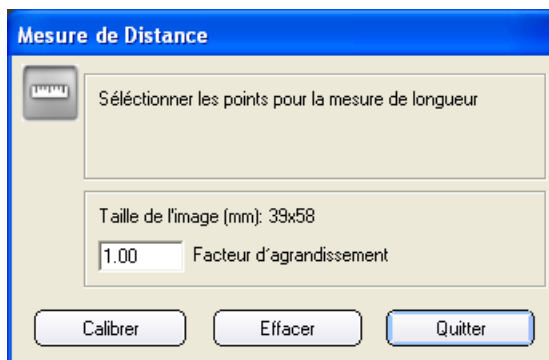 Mesure de Distance
Séléctionner les points pour la mesure de longueur
Taille de l'image (mm): 39x58
1.00 Facteur d´agrandissement
Calibrer Effacer Quitter